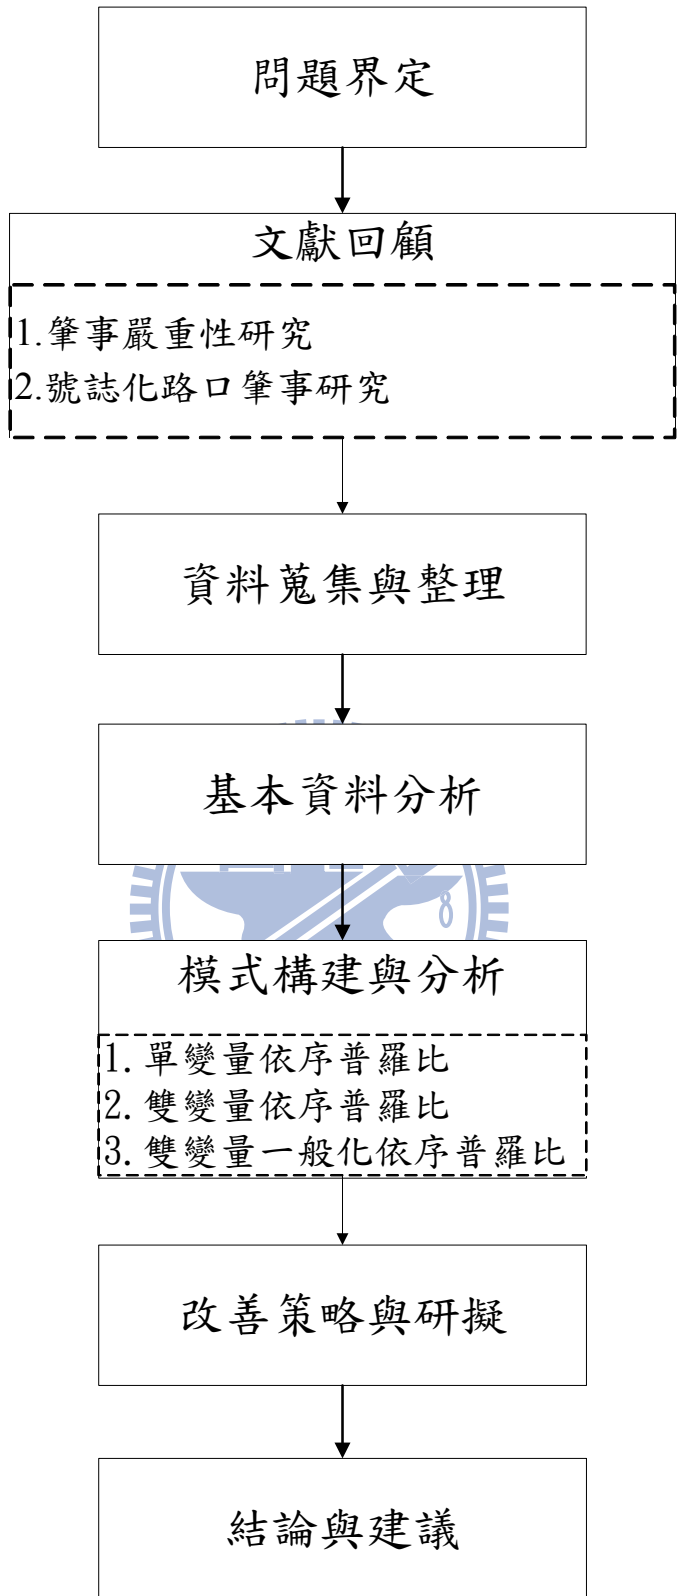 問題界定
文獻回顧
1.肇事嚴重性研究
2.號誌化路口肇事研究
資料蒐集與整理
基本資料分析
模式構建與分析
1. 單變量依序普羅比
2. 雙變量依序普羅比
3. 雙變量一般化依序普羅比
改善策略與研擬
結論與建議